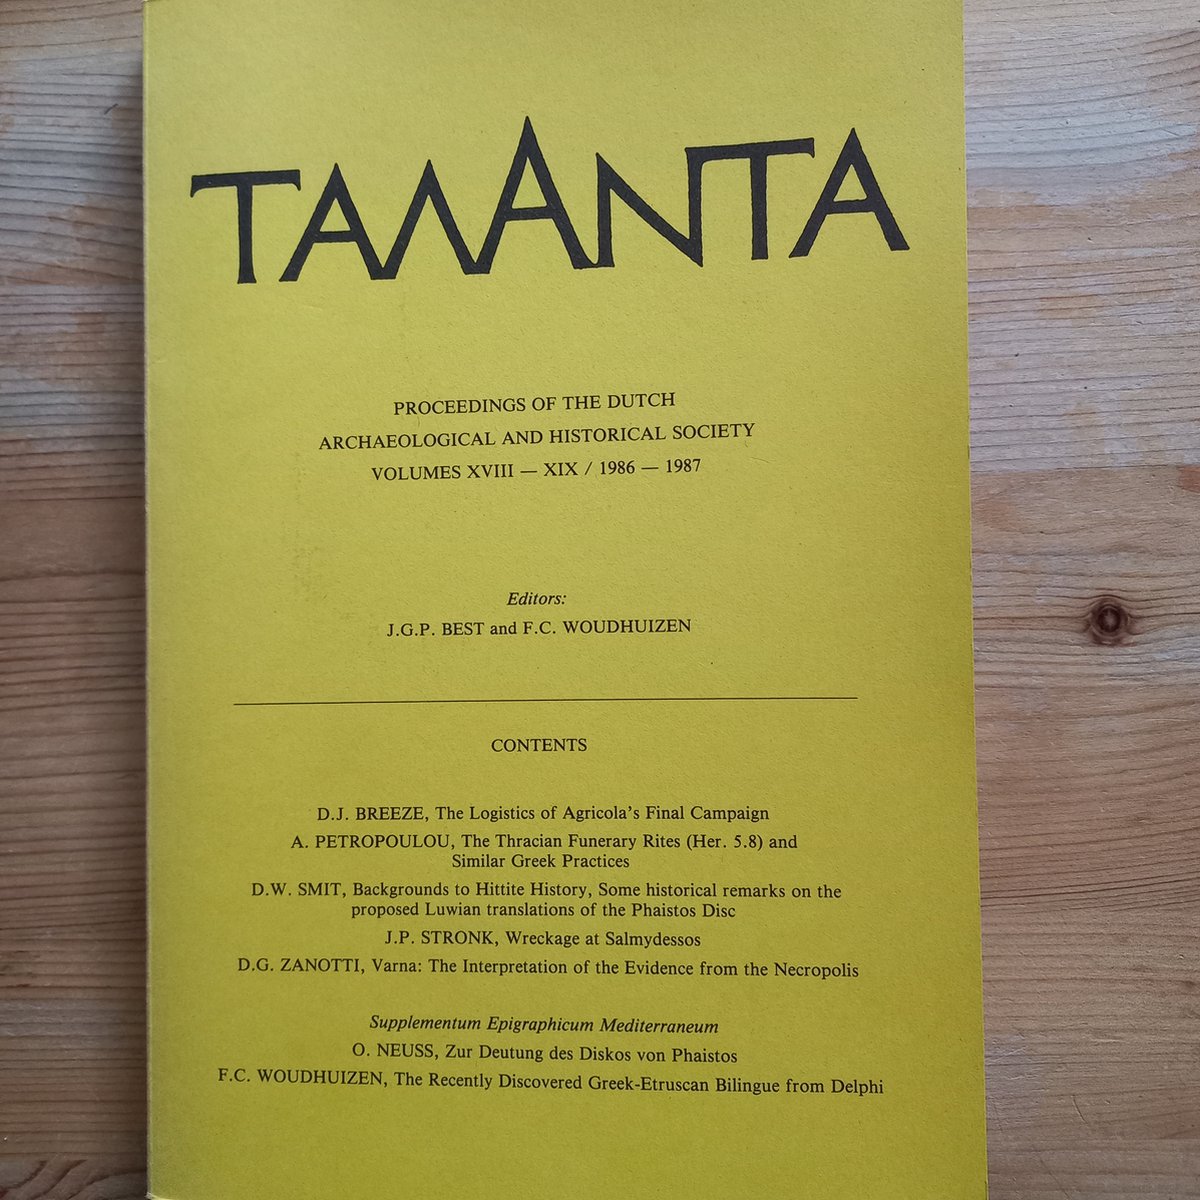 ΤΑΛΑΝΤΑ
PROCEEDINGS OF THE DUTCH
ARCHAEOLOGICAL AND HISTORICAL SOCIETY
VOLUMES XVIII — XIX / 1986 — 1987
Editors:
J.G.P. BEST and F.C. WOUDHUIZEN
CONTENTS
D.J. BREEZE, The Logistics of Agricola's Final Campaign
A. PETROPOULOU, The Thracian Funerary Rites (Her. 5.8) and
Similar Greek Practices
D.W. SMIT, Backgrounds to Hittite History, Some historical remarks on the
proposed Luwian translations of the Phaistos Disc
J.P. STRONK, Wreckage at Salmydessos
D.G. ZANOTTI, Varna: The Interpretation of the Evidence from the Necropolis
Supplementum Epigraphicum Mediterraneum
O. NEUSS, Zur Deutung des Diskos von Phaistos
F.C. WOUDHUIZEN, The Recently Discovered Greek-Etruscan Bilingue from Delphi